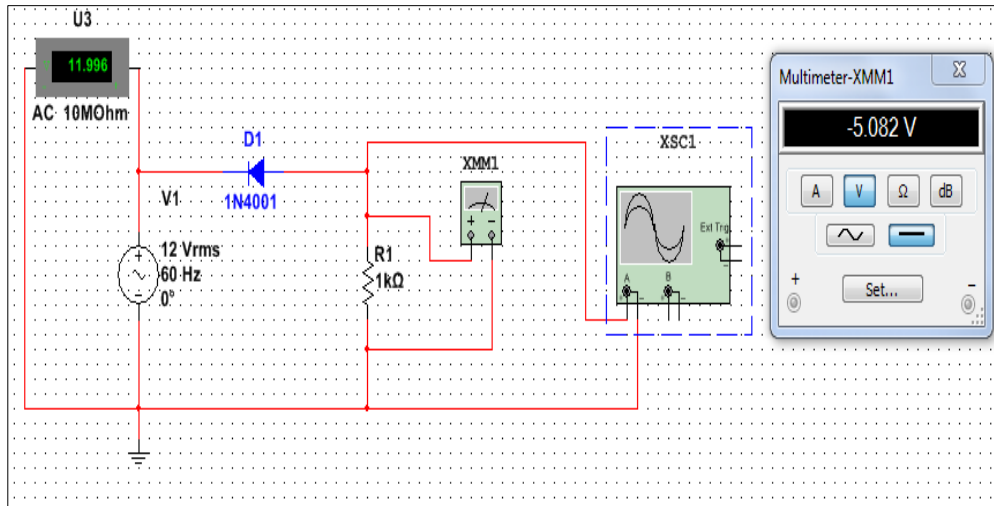 U3
11.996
AC 10MOhm
D1
1N4001
V1
12 Vrms
60 Hz
0°
+
−
R1
1kΩ
XMM1
+ −
XSC1
Ext Trig
+
−
A B
+ − + −
Multimeter-XMM1
-5.082 V
A V Ω dB
+ Set... −